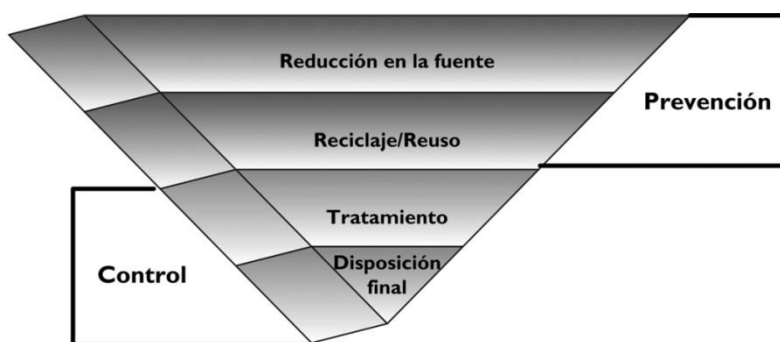 Reducción en la fuente
Prevención
Reciclaje/Reuso
Tratamiento
Control
Disposición
final